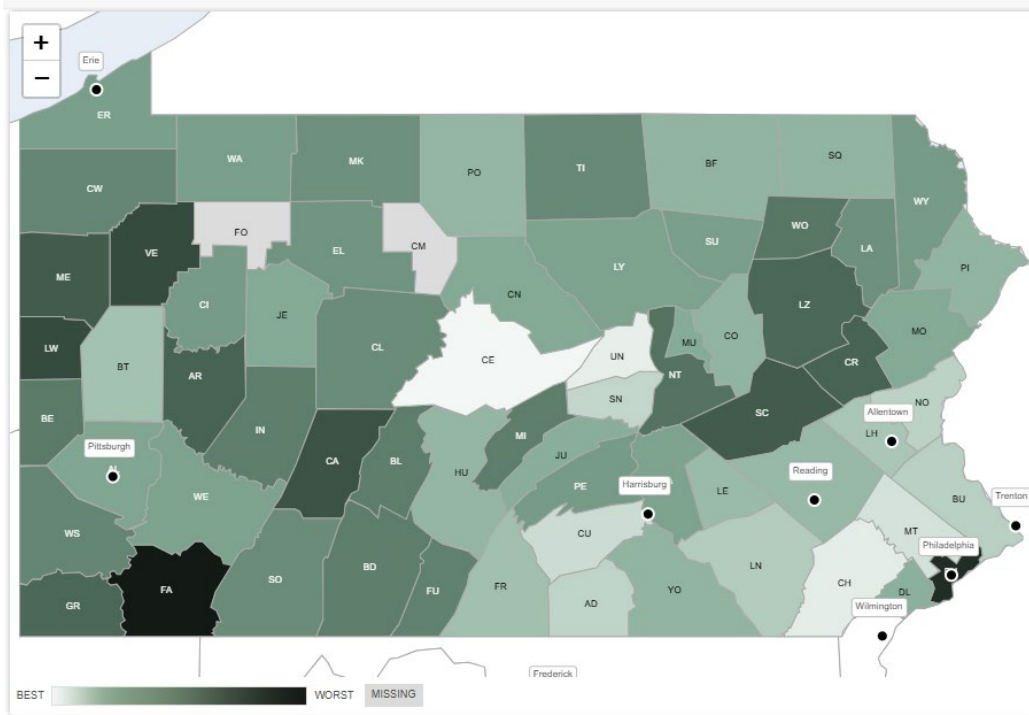 +
−
Erie
ER
WA
MK
PO
TI
BF
SQ
CW
WY
VE
FO
EL
CM
SU
WO
LA
ME
LY
PI
CI
JE
CN
LZ
CO
MU
MO
LW
BT
CL
CE
UN
CR
AR
NT
SN
NO
BE
IN
SC
Allentown
LH
Pittsburgh
CA
BL
MI
JU
HU
PE
Harrisburg
LE
Reading
BU
Trenton
WE
WS
CU
MT
Philadelphia
LN
BD
SO
FU
FR
AD
YO
CH
DL
GR
FA
Wilmington
Frederick
BEST
WORST
MISSING